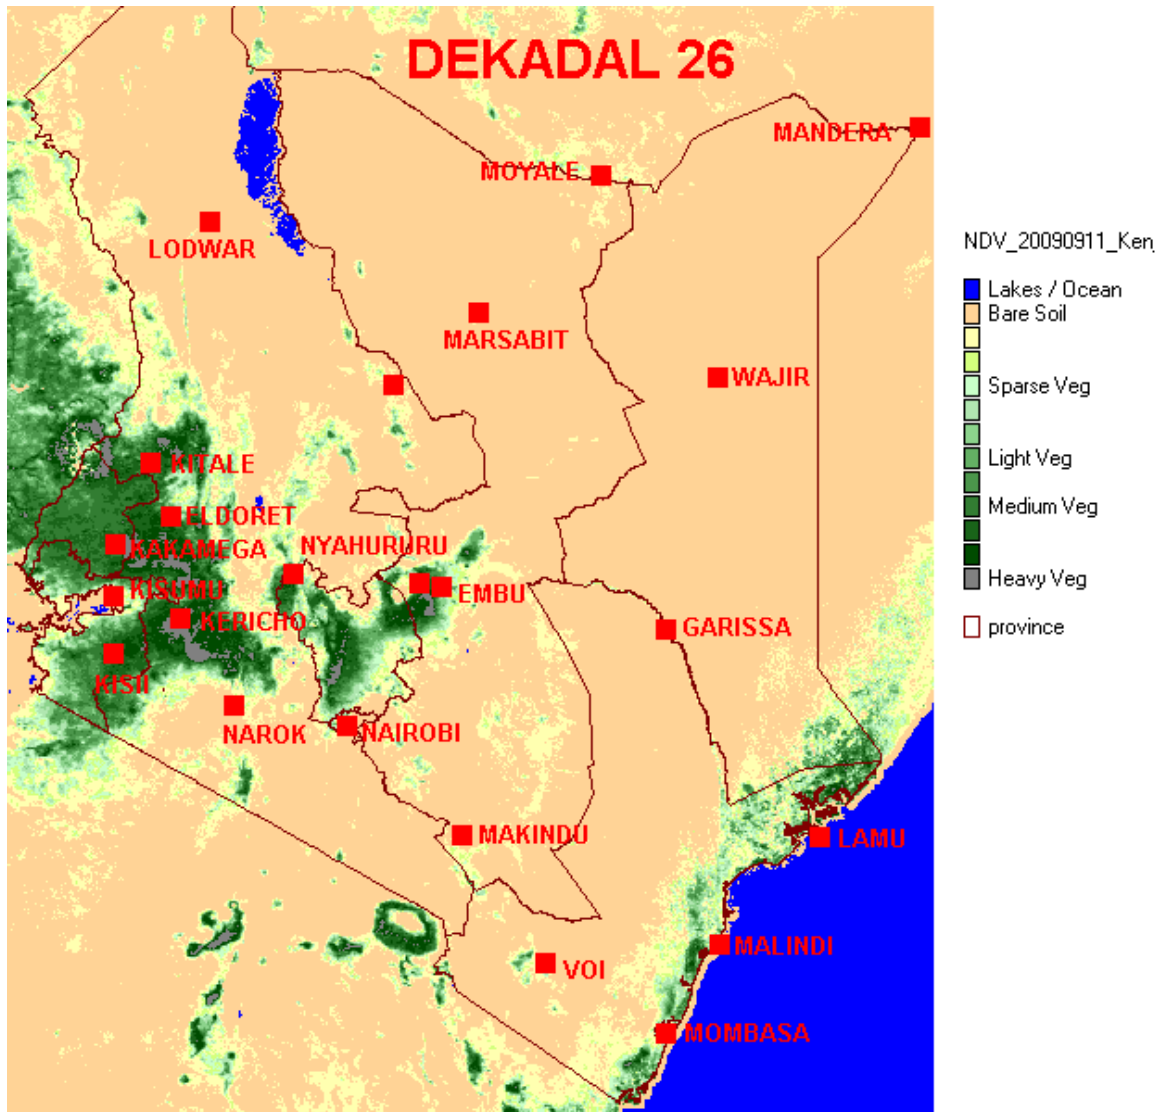 DEKADAL 26
MANDERA
MOYALE
LODWAR
MARSABIT
WAJIR
KITALE
ELDORET
KAKAMEGA
NYAHURURU
KISUMU
EMBU
KERICHO
GARISSA
KISII
NAROK
NAIROBI
MAKINDU
LAMU
MALINDI
VOI
MOMBASA
NDV_20090911_Ken
Lakes / Ocean
Bare Soil
Sparse Veg
Light Veg
Medium Veg
Heavy Veg
province